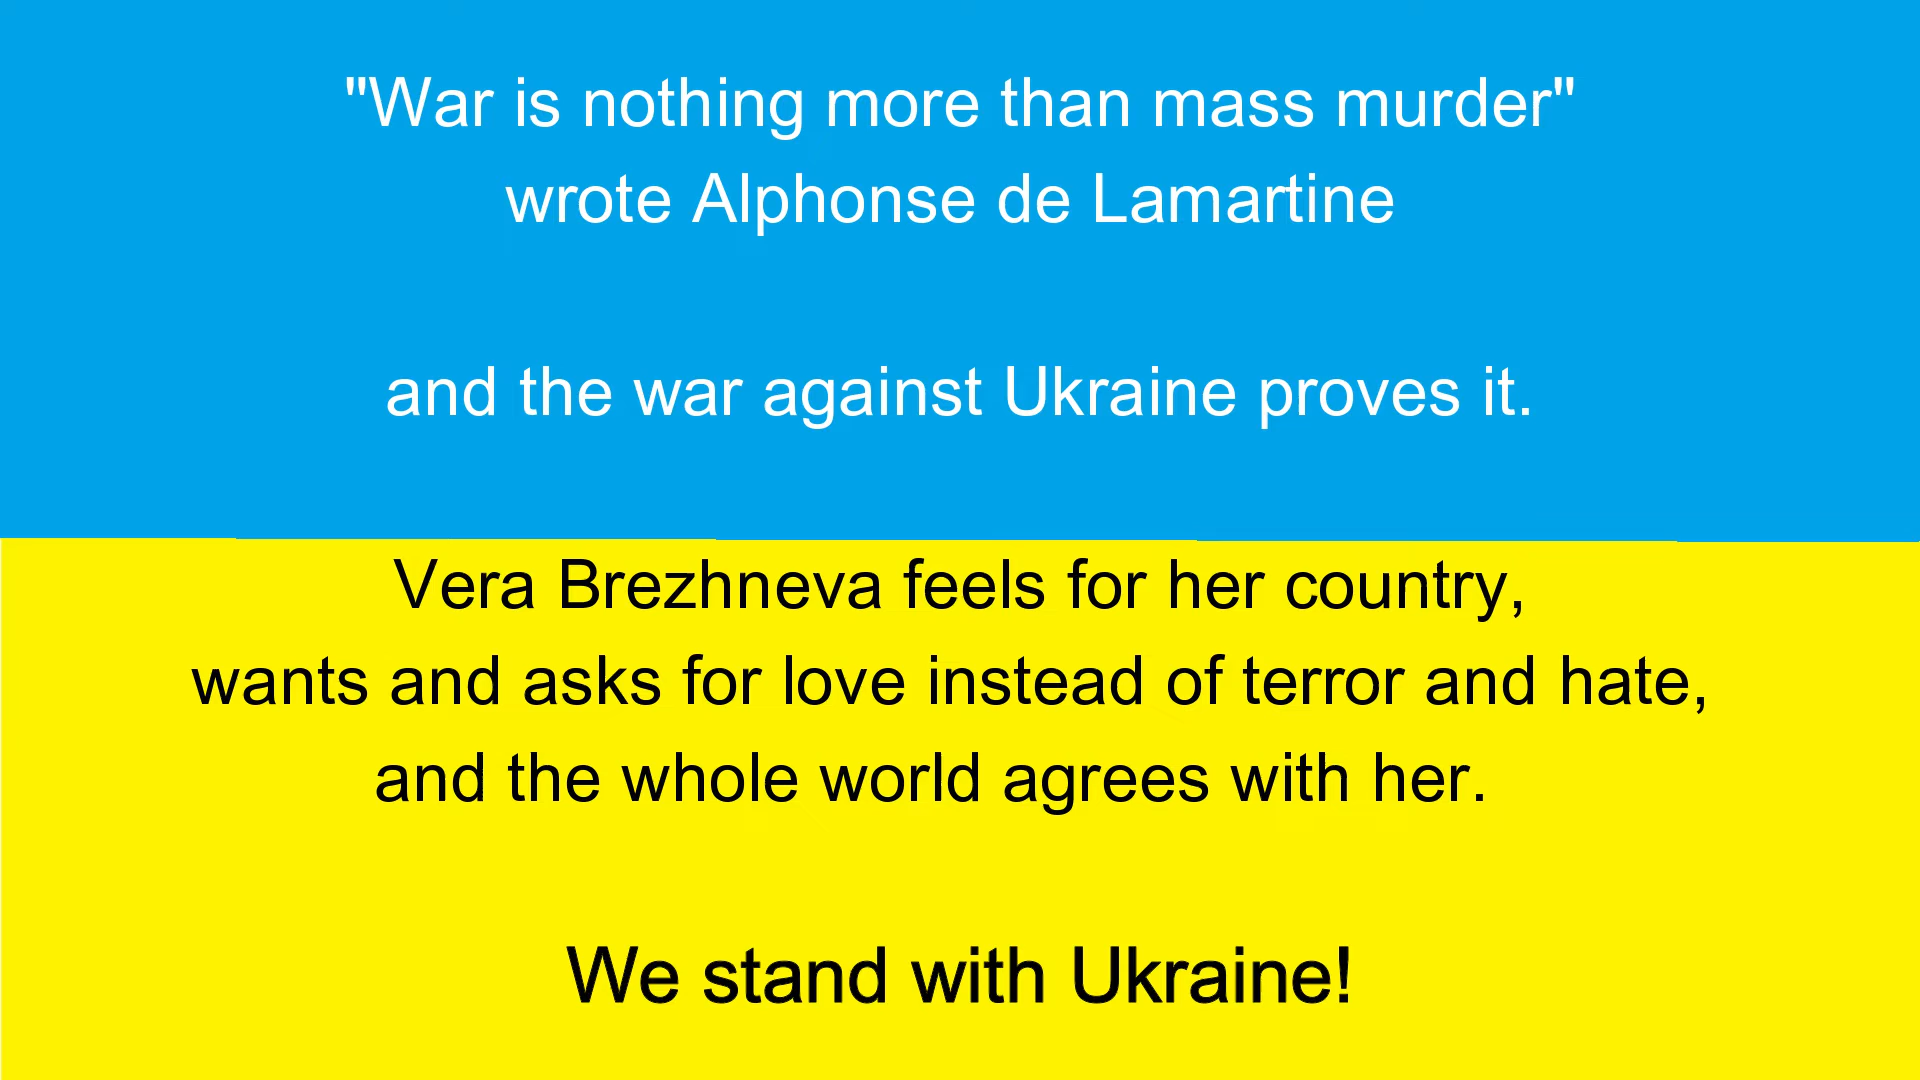 "War is nothing more than mass murder"
wrote Alphonse de Lamartine
and the war against Ukraine proves it.
Vera Brezhneva feels for her country,
wants and asks for love instead of terror and hate,
and the whole world agrees with her.
We stand with Ukraine!